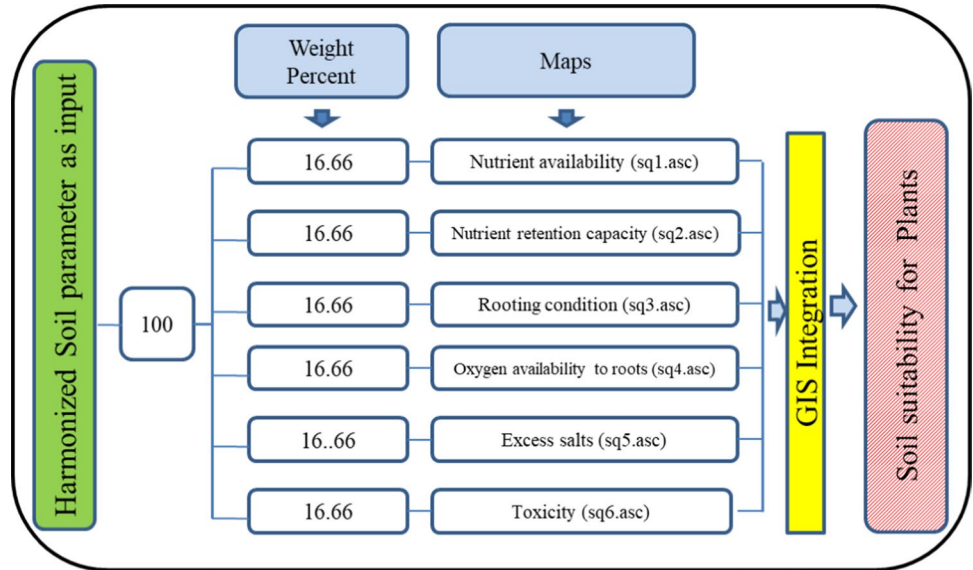 Harmonized Soil parameter as input
100
Weight
Percent
Maps
16.66
Nutrient availability (sq1.asc)
16.66
Nutrient retention capacity (sq2.asc)
16.66
Rooting condition (sq3.asc)
16.66
Oxygen availability to roots (sq4.asc)
16..66
Excess salts (sq5.asc)
16.66
Toxicity (sq6.asc)
GIS Integration
Soil suitability for Plants